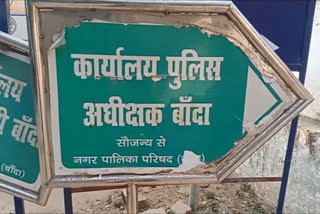 कार्यालय पुलिस
अधीक्षक बाँदा
सौजन्य से
नगर पालिका परिषद (
बाँदा)
(बाँदा)